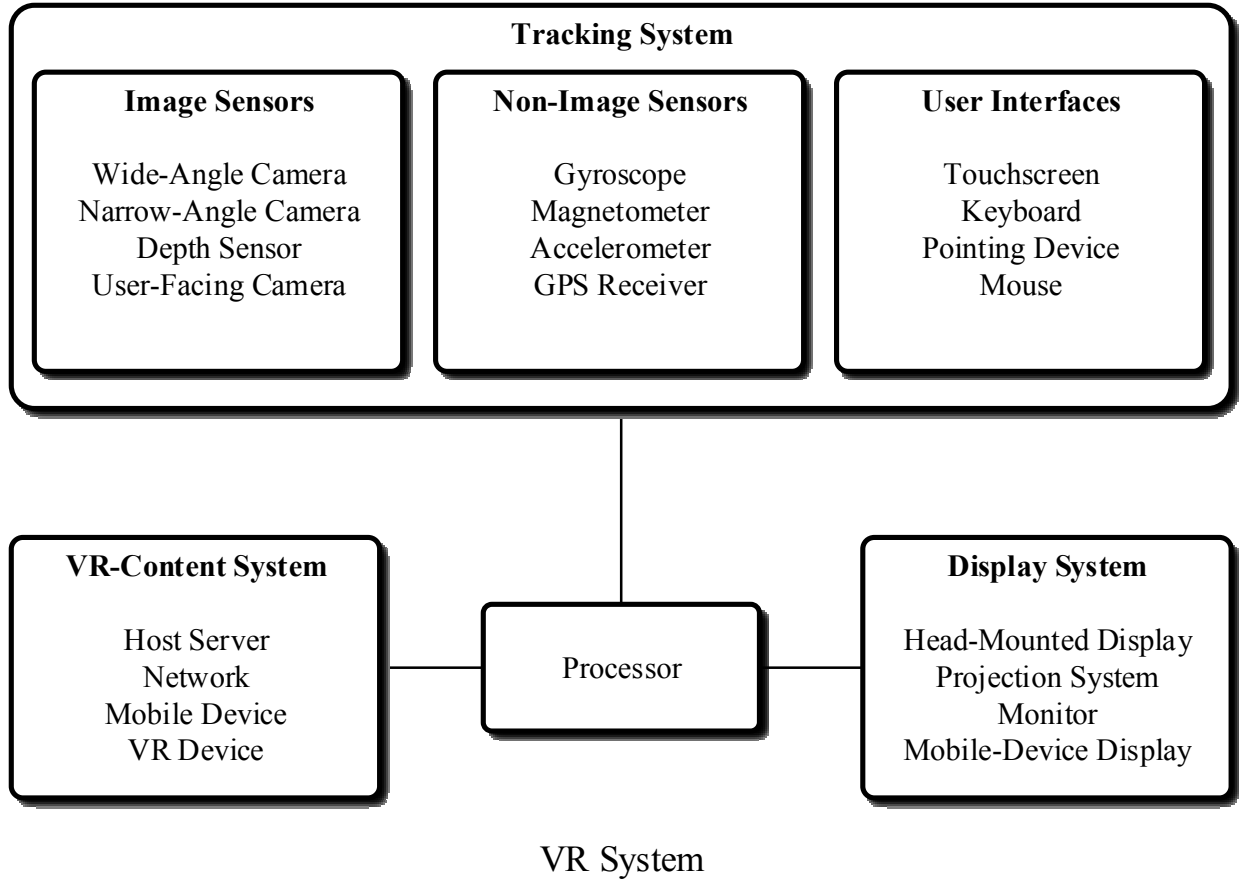 Tracking System
Image Sensors
Wide-Angle Camera
Narrow-Angle Camera
Depth Sensor
User-Facing Camera
Non-Image Sensors
Gyroscope
Magnetometer
Accelerometer
GPS Receiver
User Interfaces
Touchscreen
Keyboard
Pointing Device
Mouse
VR-Content System
Host Server
Network
Mobile Device
VR Device
Processor
Display System
Head-Mounted Display
Projection System
Monitor
Mobile-Device Display
VR System